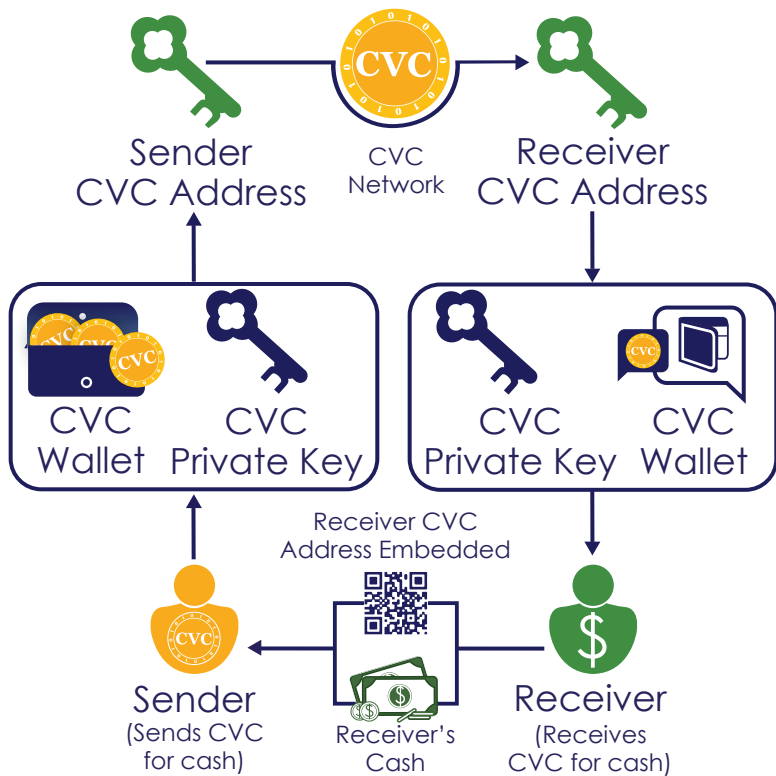 CVC
Sender
CVC Address
CVC
Network
Receiver
CVC Address
CVC
CVC
Wallet
CVC
Private Key
CVC
Private Key
CVC
CVC
Wallet
Receiver CVC
Address Embedded
CVC
Sender
(Sends CVC
for cash)
$
Receiver's
Cash
$
Receiver
(Receives
CVC for cash)